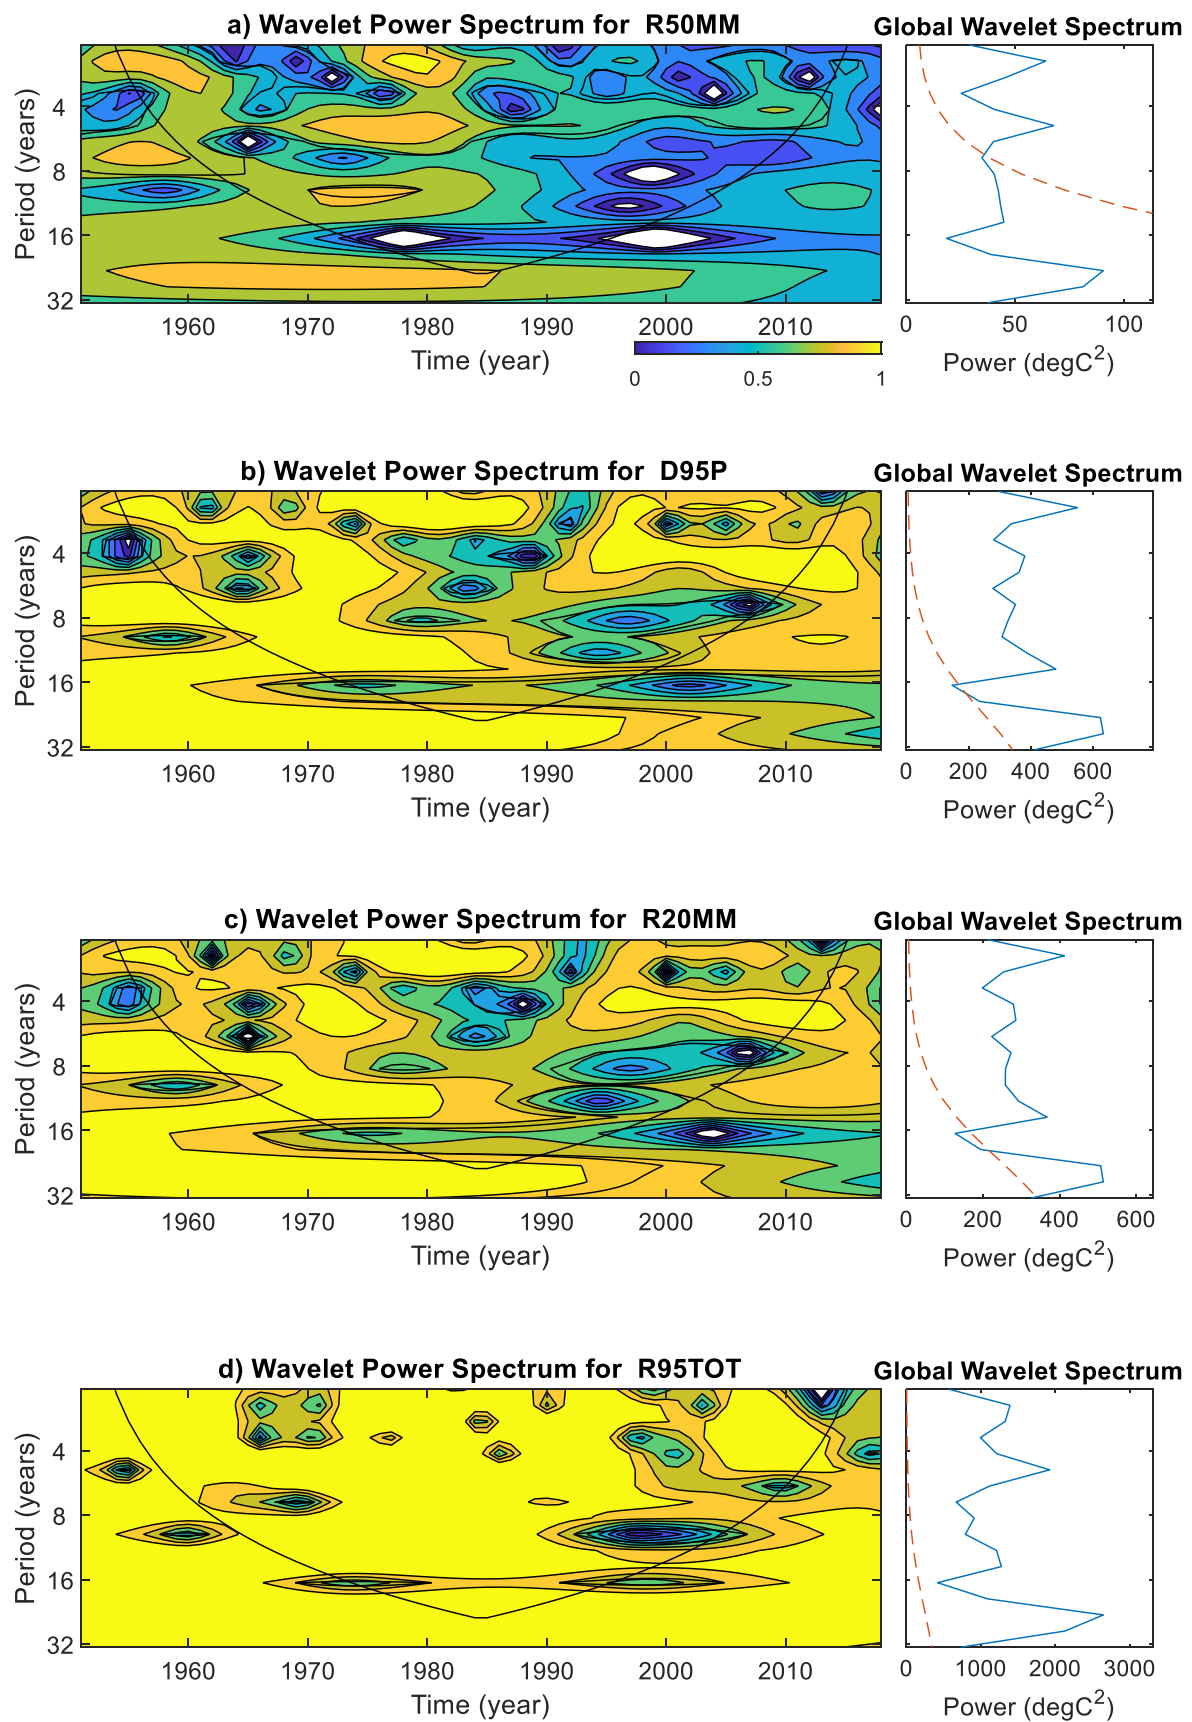 a) Wavelet Power Spectrum for R50MM
Global Wavelet Spectrum
Period (years)
4
8
16
32
1960 1970 1980 1990 2000 2010
Time (year)
0 0.5 1
0 50 100
Power (degC2)
b) Wavelet Power Spectrum for D95P
Global Wavelet Spectrum
Period (years)
4
8
16
32
1960 1970 1980 1990 2000 2010
Time (year)
0 200 400 600
Power (degC2)
c) Wavelet Power Spectrum for R20MM
Global Wavelet Spectrum
Period (years)
4
8
16
32
1960 1970 1980 1990 2000 2010
Time (year)
0 200 400 600
Power (degC2)
d) Wavelet Power Spectrum for R95TOT
Global Wavelet Spectrum
Period (years)
4
8
16
32
1960 1970 1980 1990 2000 2010
Time (year)
0 1000 2000 3000
Power (degC2)